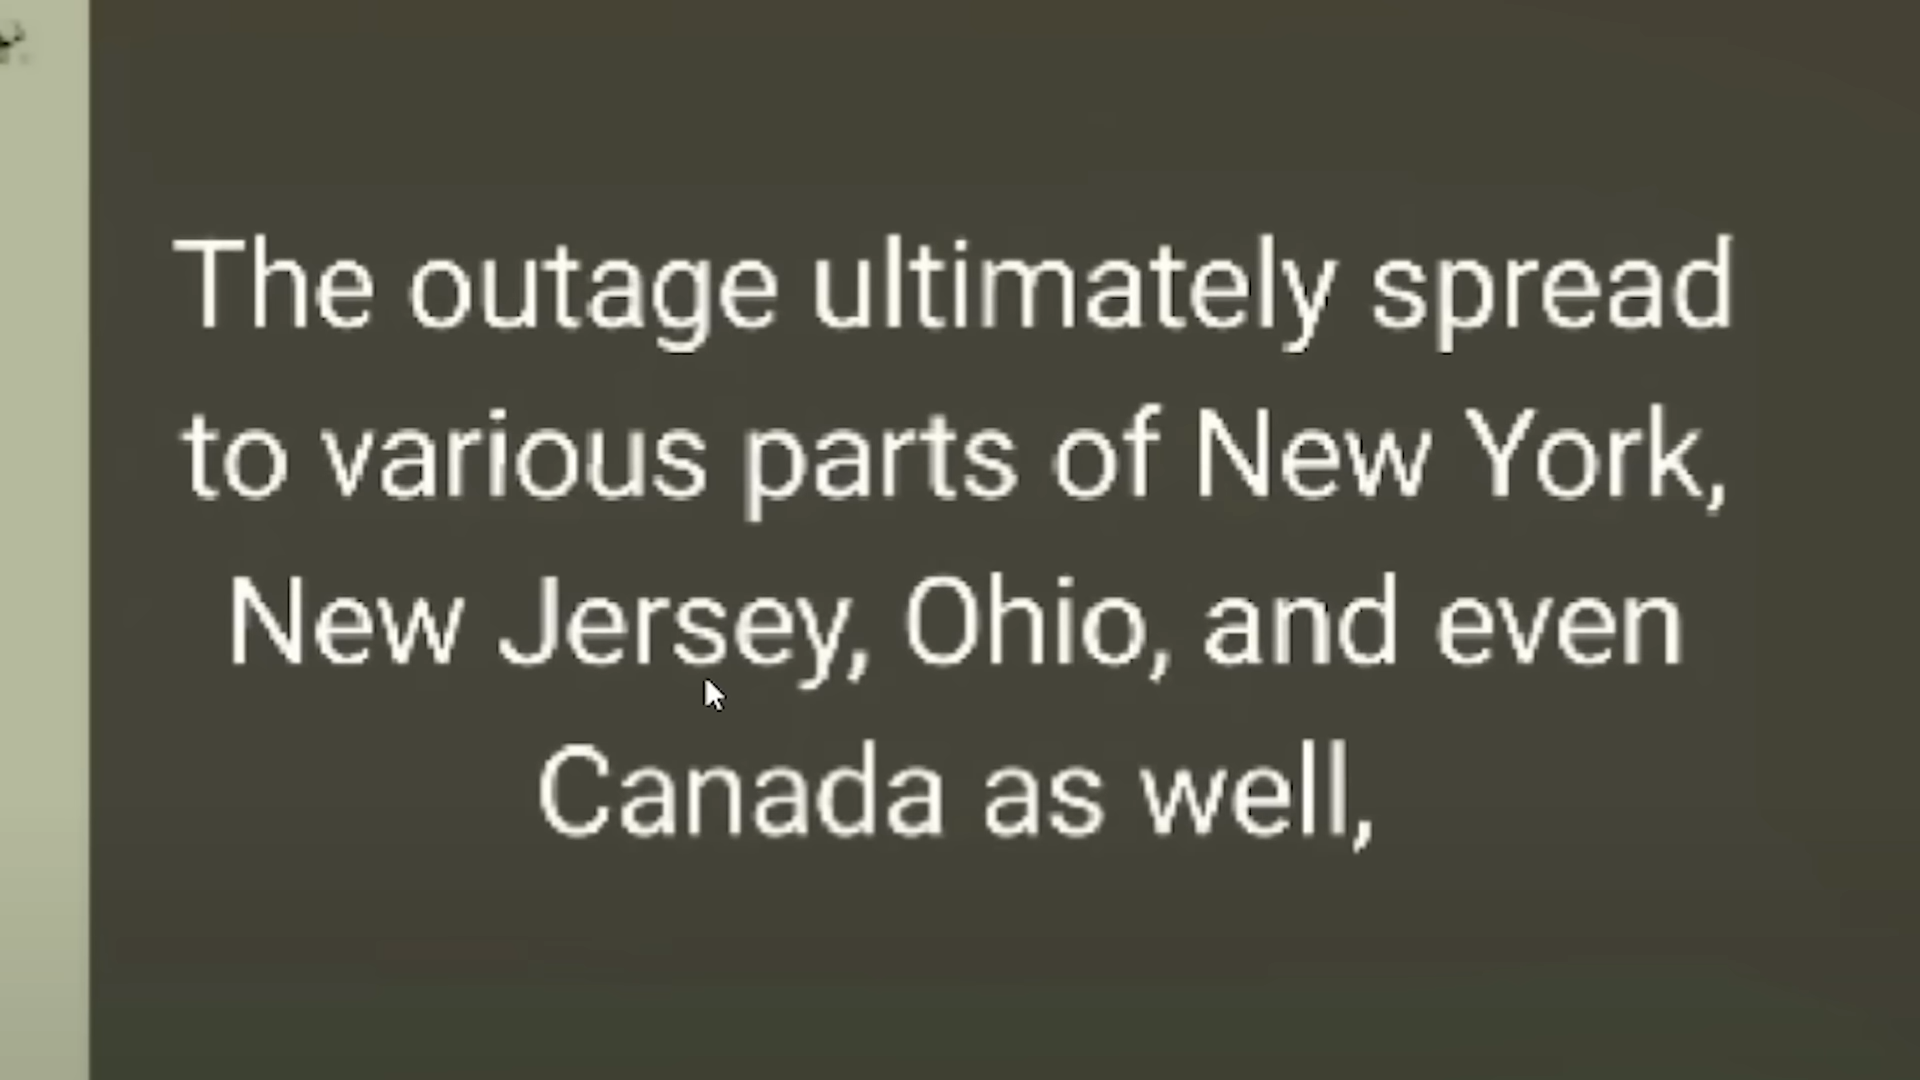 The outage ultimately spread
to various parts of New York,
New Jersey, Ohio, and even
Canada as well,